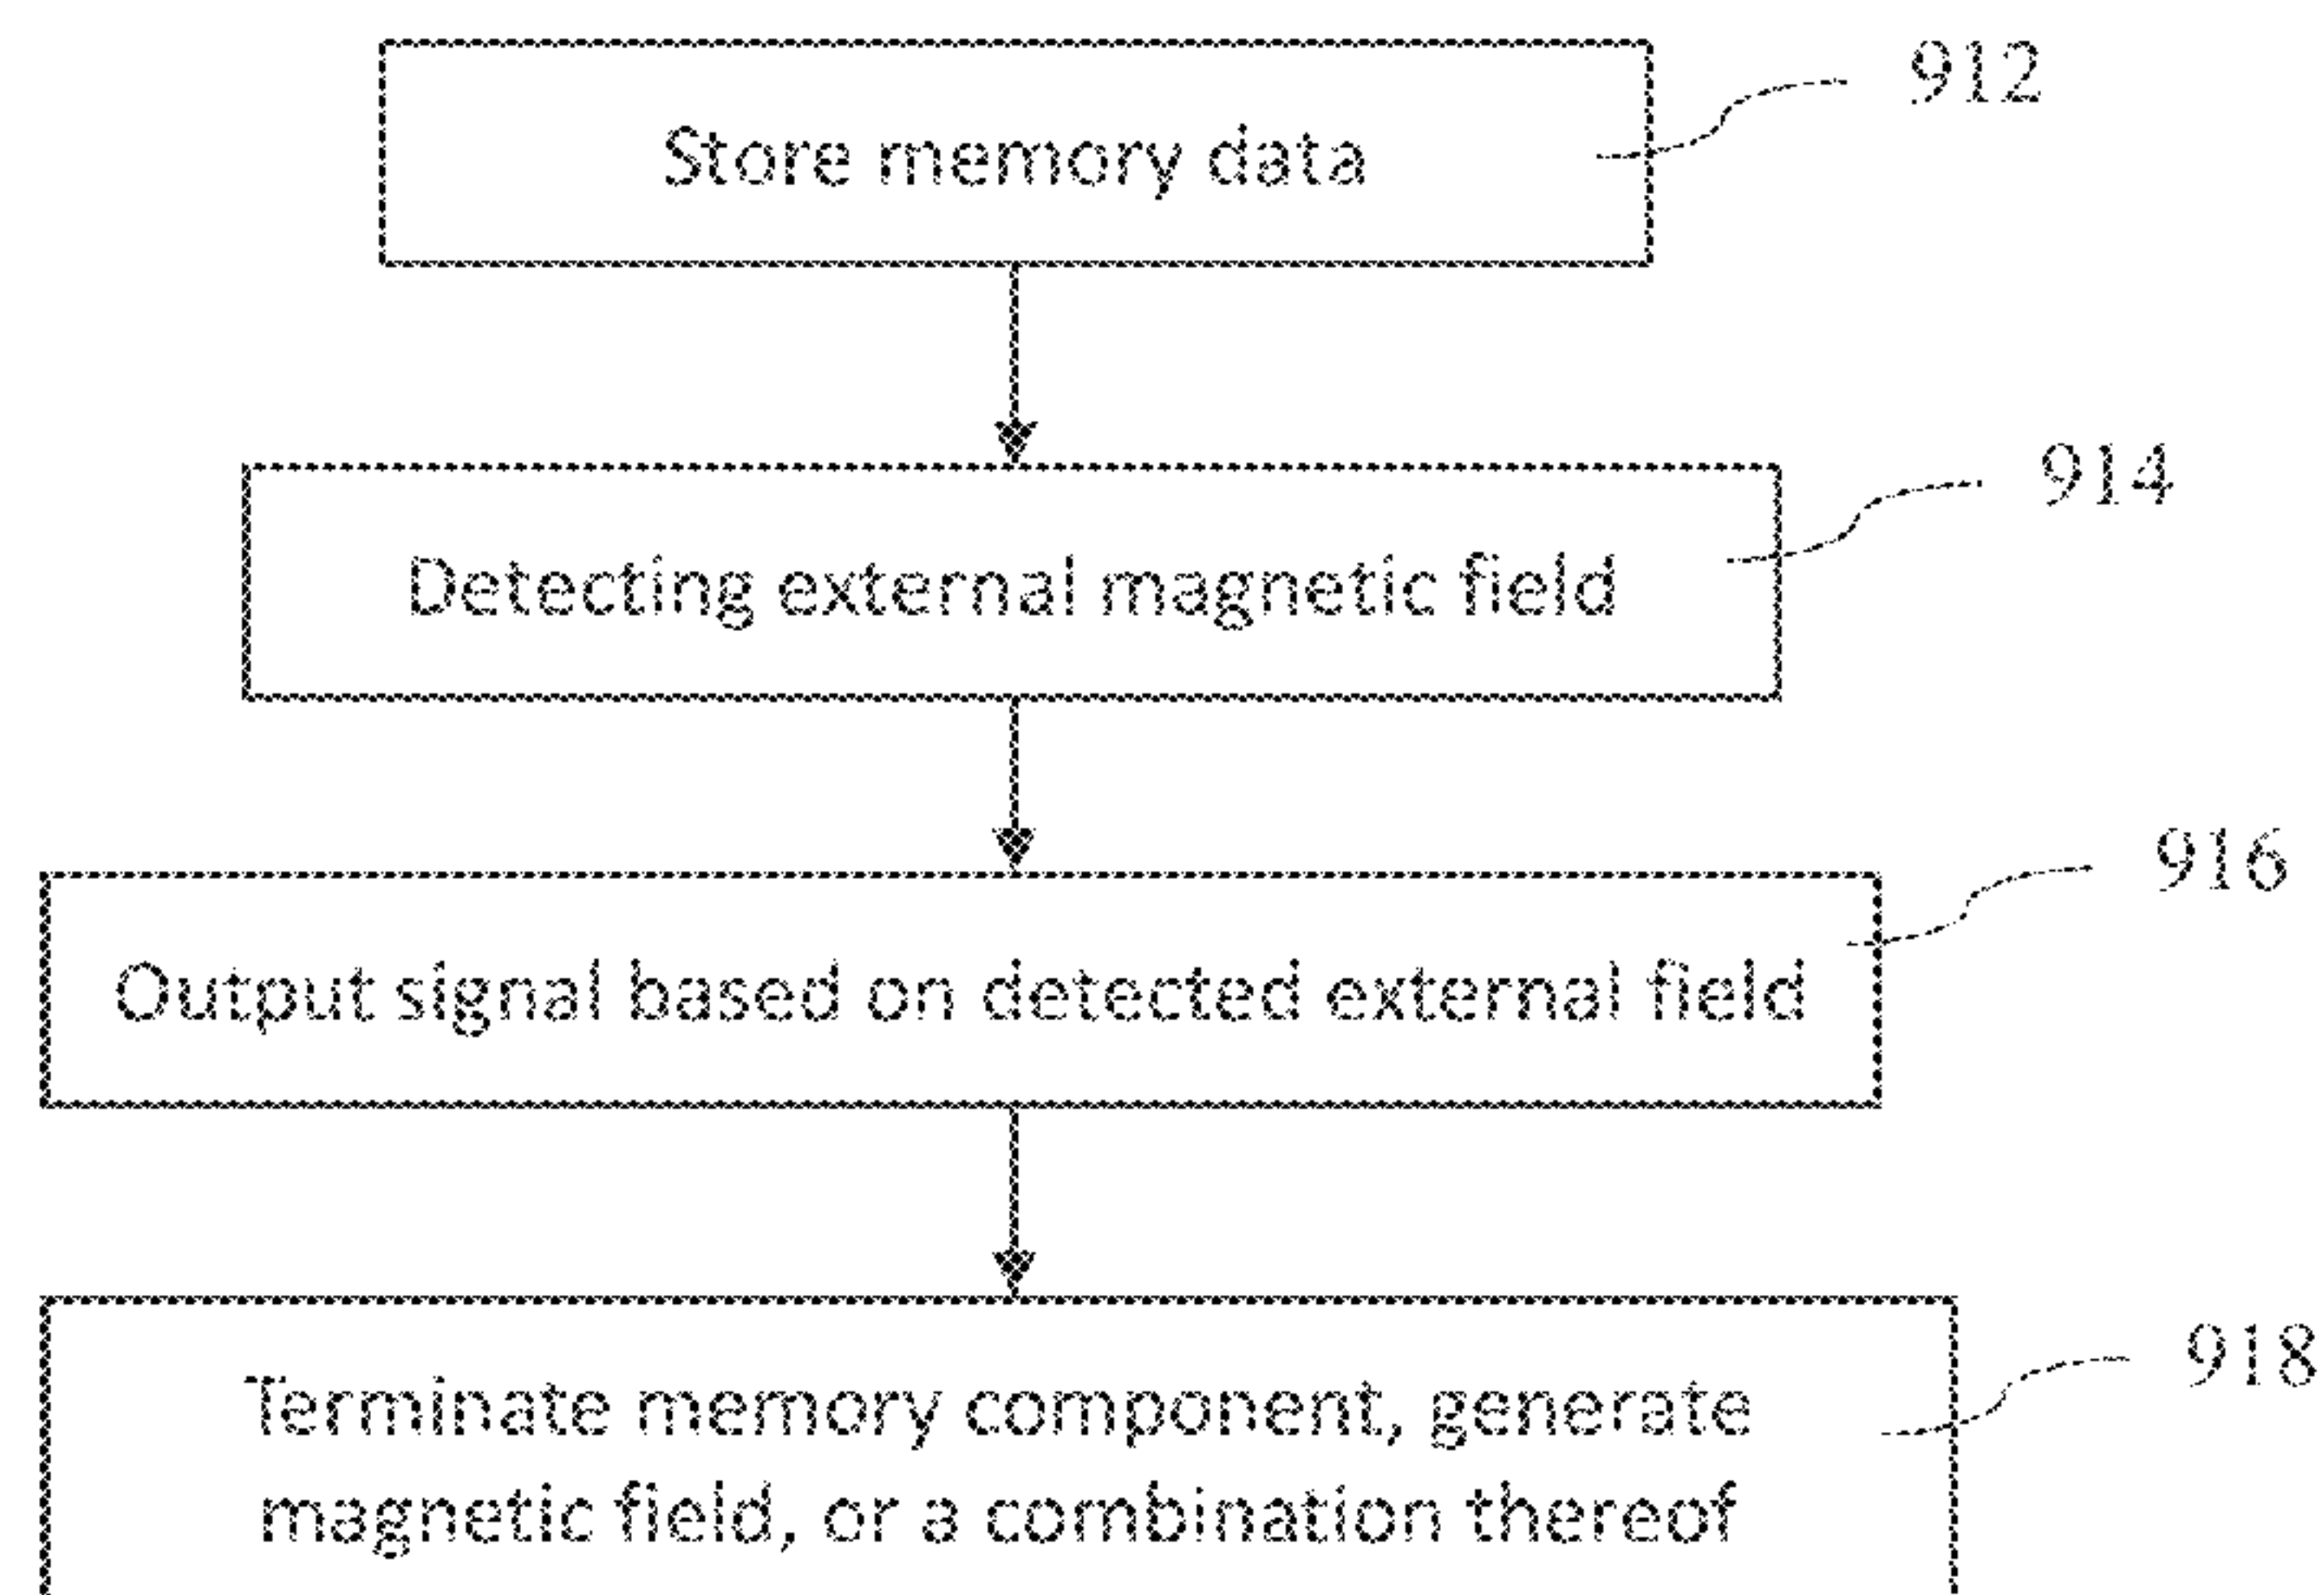 912
Store memory data
914
Detecting external magnetic field
916
Output signal based on detected external field
918
Terminate memory component, generate
magnetic field, or a combination thereof